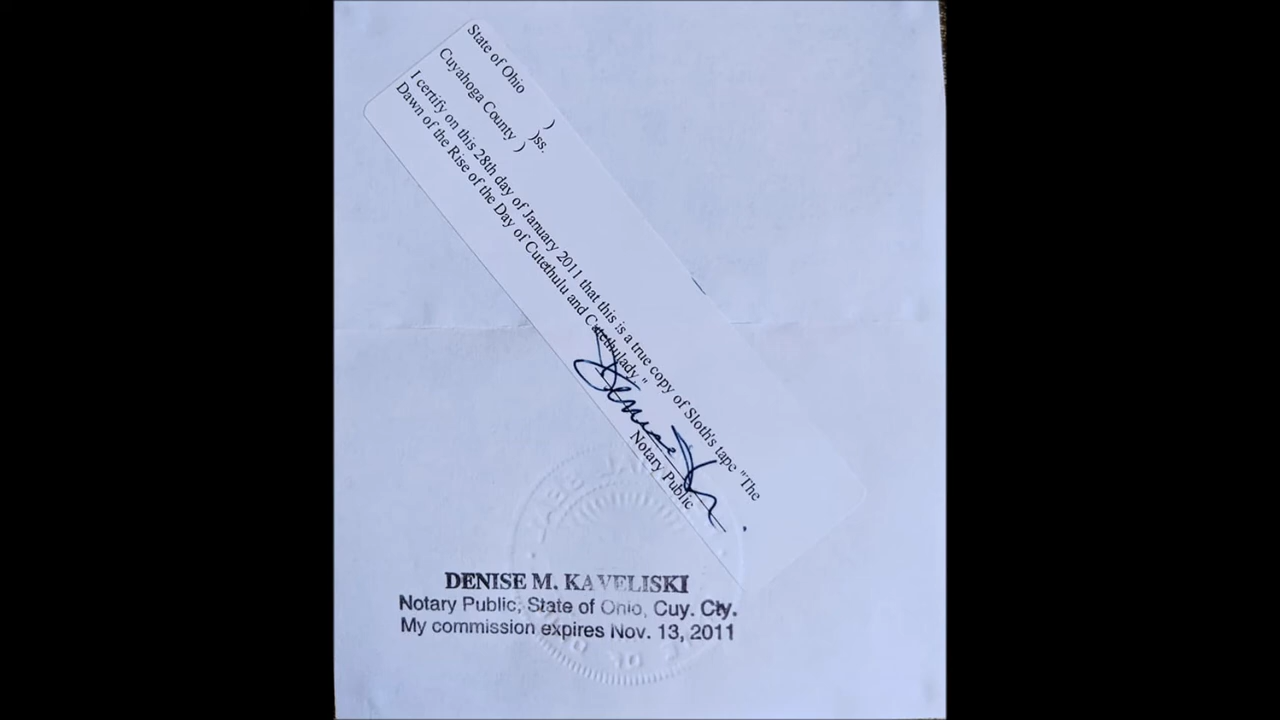 State of Ohio )
)ss.
Cuyahoga County )
I certify on this 28th day of January 2011 that this is a true copy of Sloth's tape "The
Dawn of the Rise of the Day of Cutethulu and Cutethulady."
Notary Public
DENISE M. KAVELISKI
Notary Public, State of Ohio, Cuy. Cty.
My commission expires Nov. 13, 2011